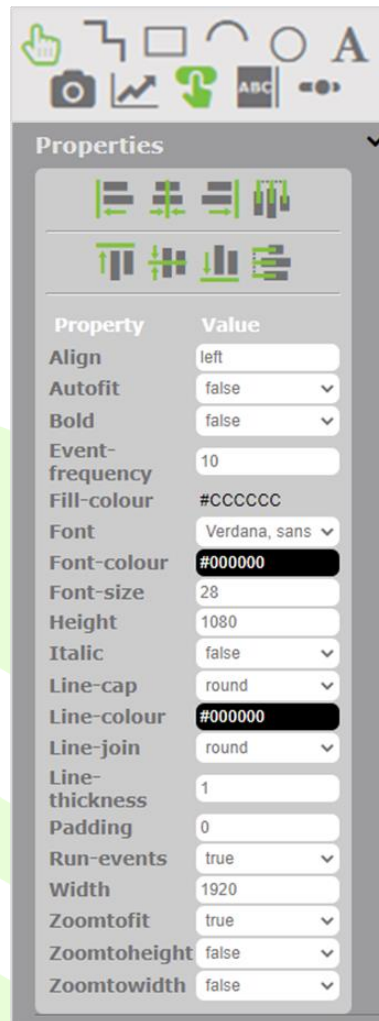 A
ABC
Properties
Property Value
Align left
Autofit false
Bold false
Event-
frequency 10
Fill-colour #CCCCCC
Font Verdana, sans
Font-colour #000000
Font-size 28
Height 1080
Italic false
Line-cap round
Line-colour #000000
Line-join round
Line-
thickness 1
Padding 0
Run-events true
Width 1920
Zoomtofit true
Zoomtoheight false
Zoomtowidth false